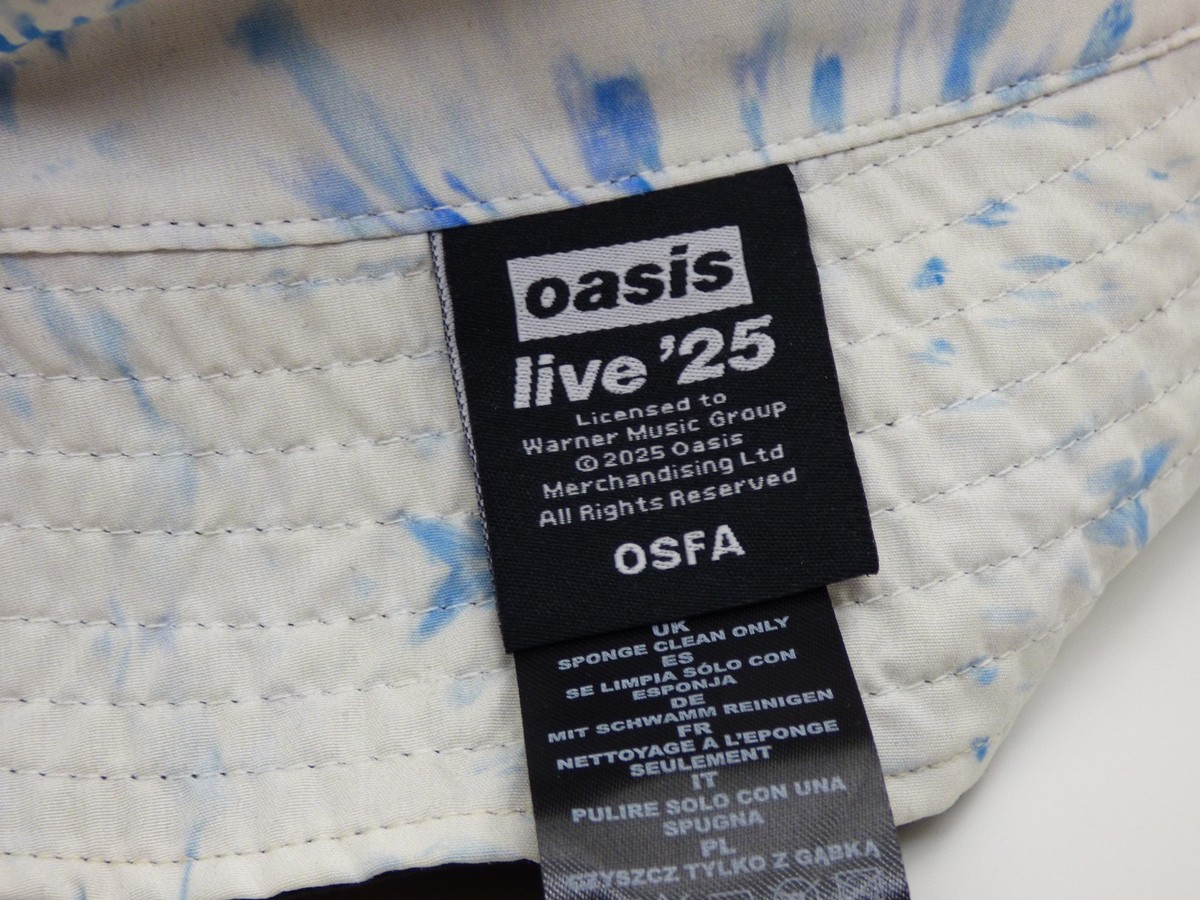 oasis
live '25
Licensed to
Warner Music Group
© 2025 Oasis
Merchandising Ltd
All Rights Reserved
OSFA
UK
SPONGE CLEAN ONLY
ES
SE LIMPIA SÓLO CON
ESPONJA
DE
MIT SCHWAMM REINIGEN
FR
NETTOYAGE A L'EPONGE
SEULEMENT
IT
PULIRE SOLO CON UNA
SPUGNA
PL
CZYSZCZ TYLKO Z GĄBKĄ